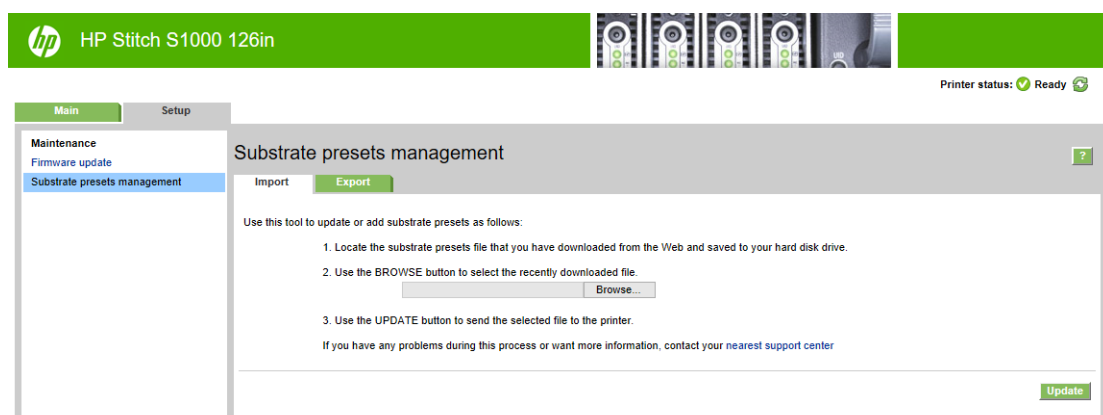 hp HP Stitch S1000 126in
UID
Printer status: Ready
Main Setup
Maintenance
Firmware update
Substrate presets management
Substrate presets management
?
Import Export
Use this tool to update or add substrate presets as follows:
1. Locate the substrate presets file that you have downloaded from the Web and saved to your hard disk drive.
2. Use the BROWSE button to select the recently downloaded file.
Browse...
3. Use the UPDATE button to send the selected file to the printer.
If you have any problems during this process or want more information, contact your nearest support center
Update